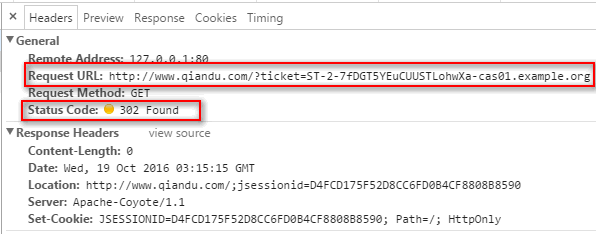 × Headers Preview Response Cookies Timing
▼ General
Remote Address: 127.0.0.1:80
Request URL: http://www.qiandu.com/?ticket=ST-2-7fDGT5YEuCUUSTLohwXa-cas01.example.org
Request Method: GET
Status Code: 302 Found
▼ Response Headers view source
Content-Length: 0
Date: Wed, 19 Oct 2016 03:15:15 GMT
Location: http://www.qiandu.com/;jsessionid=D4FCD175F52D8CC6FD0B4CF8808B8590
Server: Apache-Coyote/1.1
Set-Cookie: JSESSIONID=D4FCD175F52D8CC6FD0B4CF8808B8590; Path=/; HttpOnly